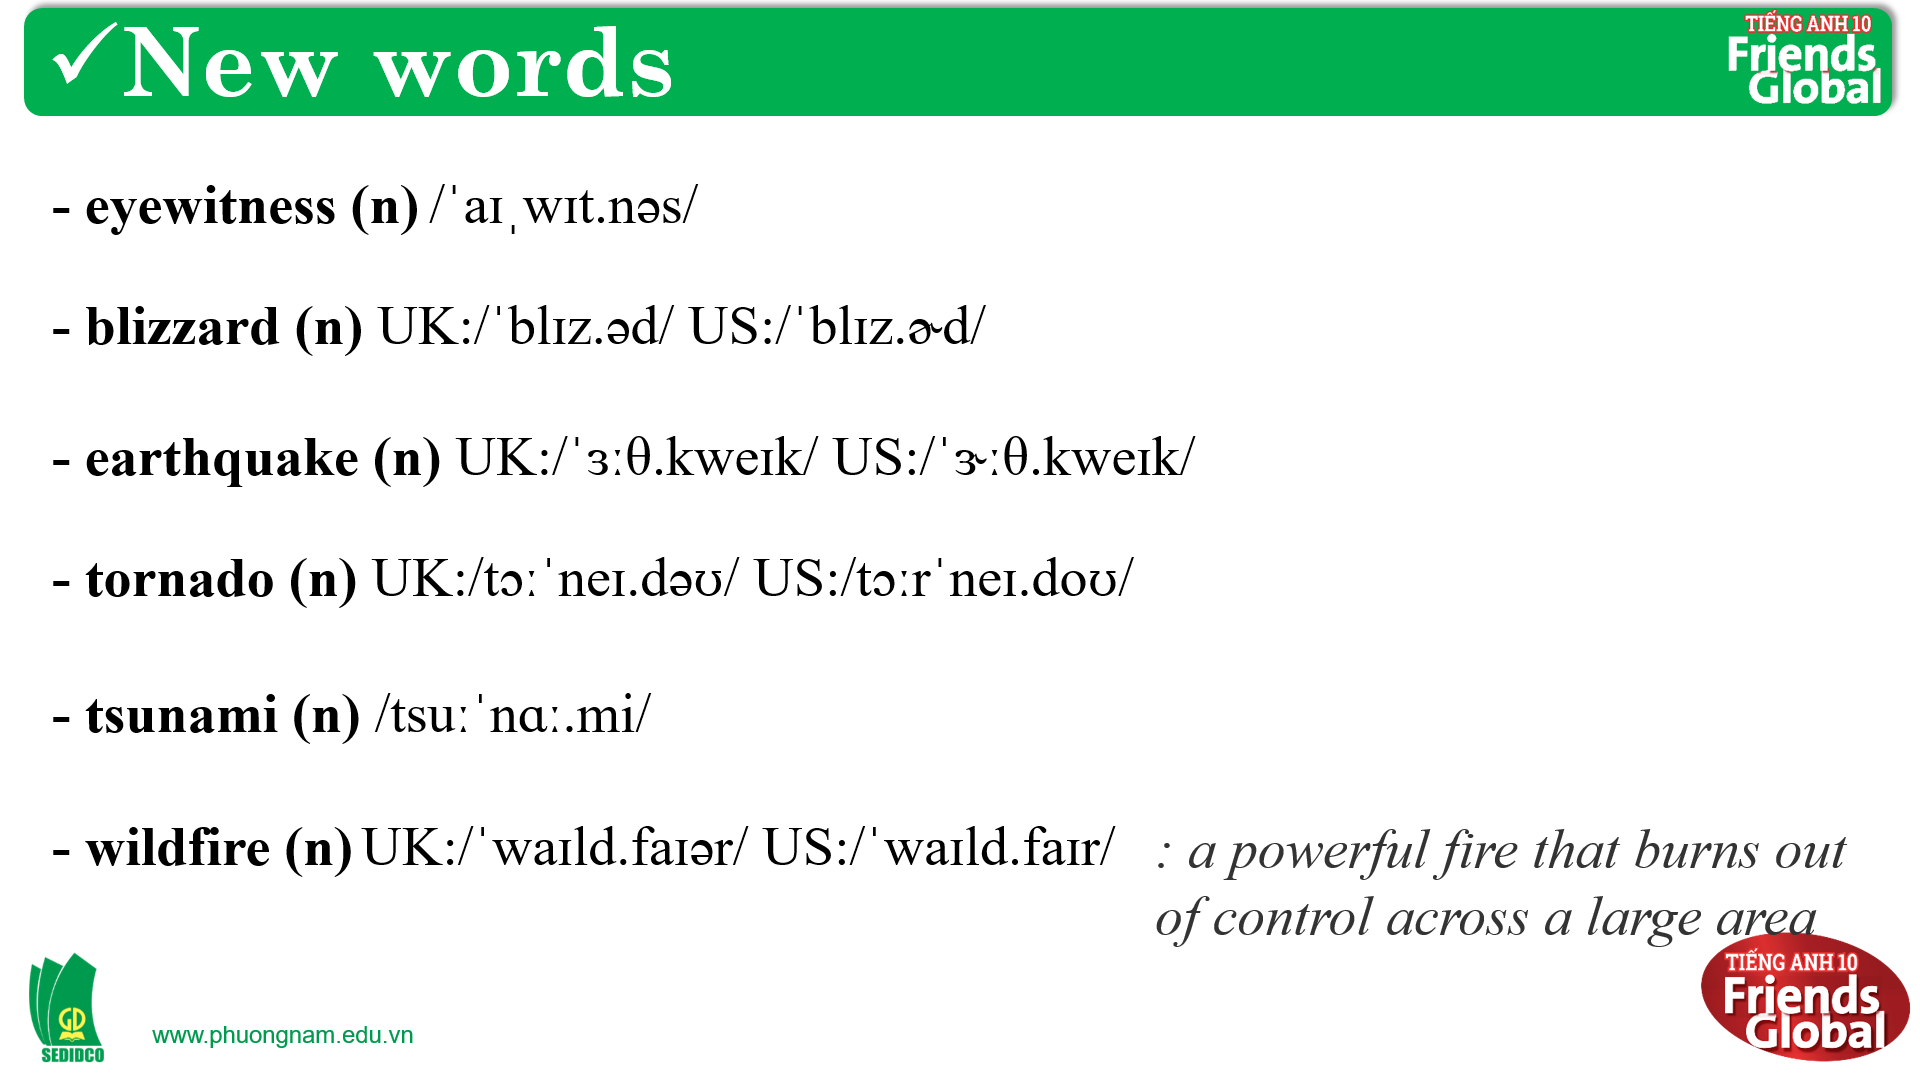 ✓New words
TIẾNG ANH 10
Friends
Global
- eyewitness (n) /ˈaɪˌwɪt.nəs/
- blizzard (n) UK:/ˈblɪz.əd/ US:/ˈblɪz.ɚd/
- earthquake (n) UK:/ˈɜːθ.kweɪk/ US:/ˈɝːθ.kweɪk/
- tornado (n) UK:/tɔːˈneɪ.dəʊ/ US:/tɔːrˈneɪ.doʊ/
- tsunami (n) /tsuːˈnɑː.mi/
- wildfire (n) UK:/ˈwaɪld.faɪər/ US:/ˈwaɪld.faɪr/ : a powerful fire that burns out
of control across a large area
GD
SEDIDCO
www.phuongnam.edu.vn
TIẾNG ANH 10
Friends
Global